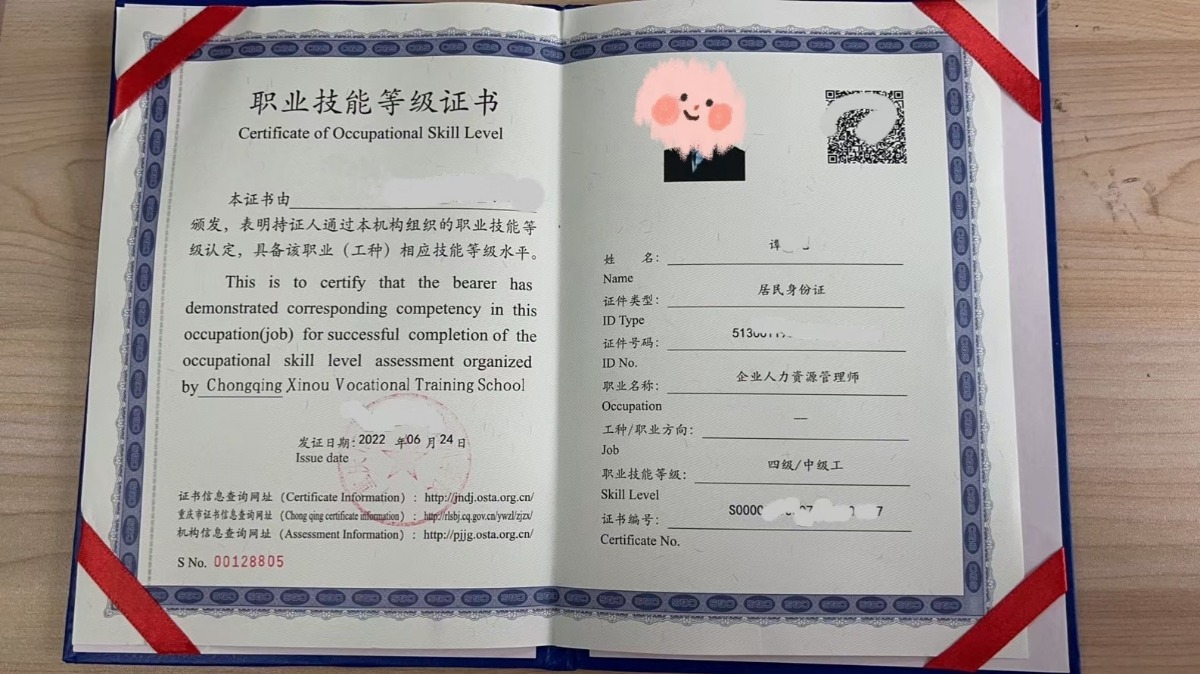 职业技能等级证书
Certificate of Occupational Skill Level
本证书由
颁发，表明持证人通过本机构组织的职业技能等
级认定，具备该职业（工种）相应技能等级水平。
This is to certify that the bearer has
demonstrated corresponding competency in this
occupation(job) for successful completion of the
occupational skill level assessment organized
by Chongqing Xinou Vocational Training School
发证日期：2022 年06 月24 日
Issue date
证书信息查询网址（Certificate Information）：http://jndj.osta.org.cn/
重庆市证书信息查询网址（Chong qing certificate information）：http://rlsbj.cq.gov.cn/ywzl/zjzx/
机构信息查询网址（Assessment Information）：http://pjjg.osta.org.cn/
S No. 00128805
姓 名：谭
Name
证件类型：居民身份证
ID Type
证件号码：
ID No.
职业名称：企业人力资源管理师
Occupation
工种/职业方向：—
Job
职业技能等级：四级/中级工
Skill Level
证书编号：
Certificate No.